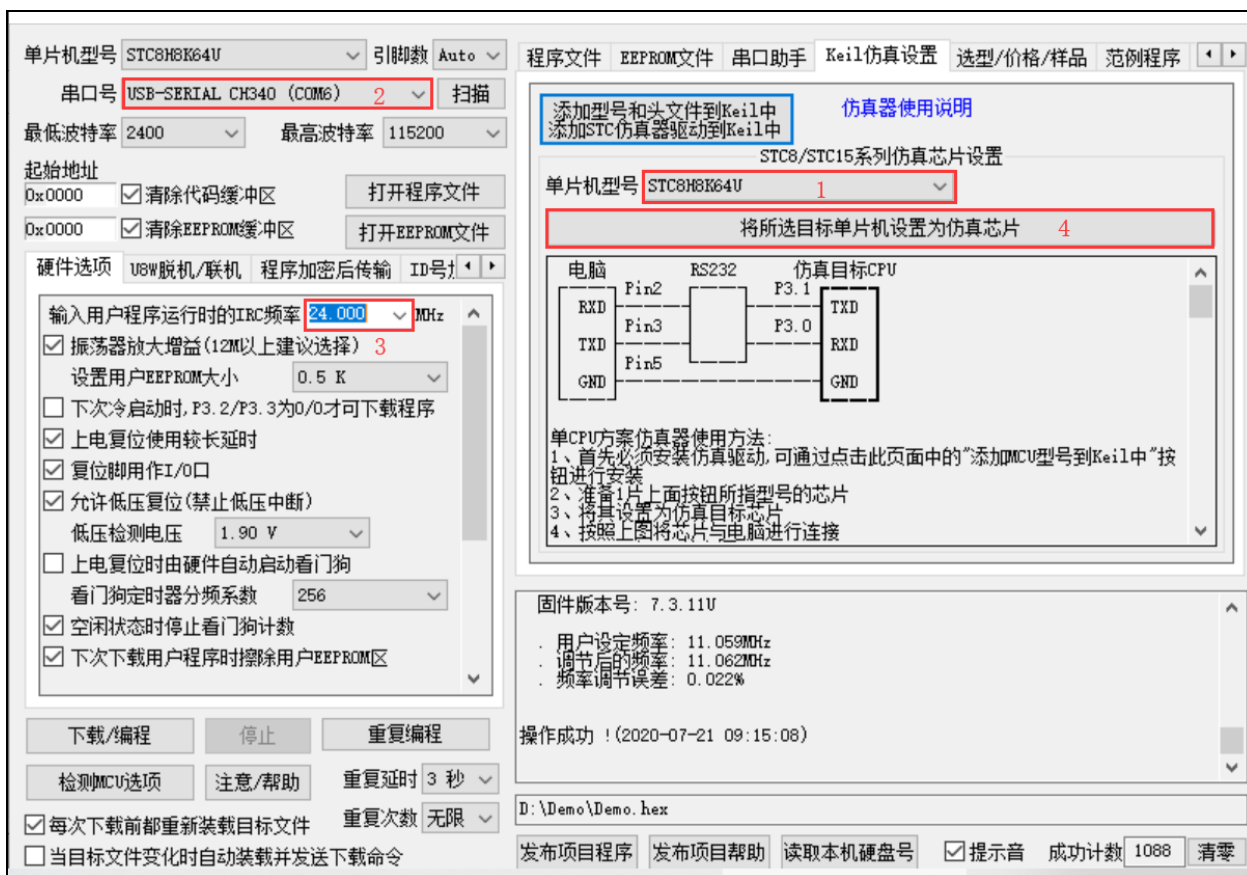 单片机型号 STC8H8K64U 引脚数 Auto
串口号 USB-SERIAL CH340 (COM6) 2 扫描
最低波特率 2400 最高波特率 115200
起始地址
0x0000 清除代码缓冲区 打开程序文件
0x0000 清除EEPROM缓冲区 打开EEPROM文件
硬件选项 U8W脱机/联机 程序加密后传输
输入用户程序运行时的IRC频率 24.000 MHz
振荡器放大增益(12M以上建议选择) 3
设置用户EEPROM大小 0.5 K
下次冷启动时,P3.2/P3.3为0/0才可下载程序
上电复位使用较长延时
复位脚用作I/O口
允许低压复位(禁止低压中断)
低压检测电压 1.90 V
上电复位时由硬件自动启动看门狗
看门狗定时器分频系数 256
空闲状态时停止看门狗计数
下次下载用户程序时擦除用户EEPROM区
下载/编程 停止 重复编程
检测MCU选项 注意/帮助 重复延时 3 秒
重复次数 无限
每次下载前都重新装载目标文件
当目标文件变化时自动装载并发送下载命令
程序文件 EEPROM文件 串口助手 Keil仿真设置 选型/价格/样品 范例程序
添加型号和头文件到Keil中
添加STC仿真器驱动到Keil中
仿真器使用说明
STC8/STC15系列仿真芯片设置
单片机型号 STC8H8K64U 1
将所选目标单片机设置为仿真芯片 4
电脑 RS232 仿真目标CPU
Pin2 P3.1
RXD TXD
Pin3 P3.0
TXD RXD
Pin5
GND GND
单CPU方案仿真器使用方法:
1、首先必须安装仿真驱动,可通过点击此页面中的"添加MCU型号到Keil中"按
钮进行安装
2、准备1片上面按钮所指型号的芯片
3、将其设置为仿真目标芯片
4、按照上图将芯片与电脑进行连接
固件版本号: 7.3.11U
. 用户设定频率: 11.059MHz
. 调节后的频率: 11.062MHz
. 频率调节误差: 0.022%
操作成功 !(2020-07-21 09:15:08)
D:\Demo\Demo.hex
发布项目程序 发布项目帮助 读取本机硬盘号 提示音 成功计数 1088 清零